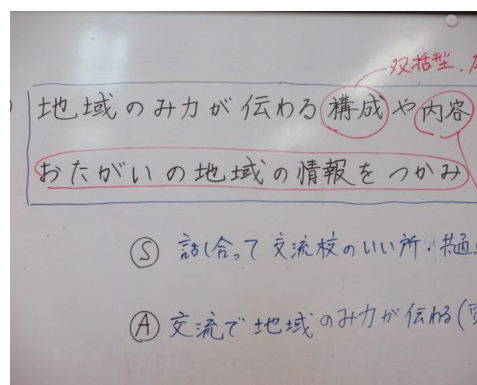 双括型.
地域のみ力が伝わる構成や内容
おたがいの地域の情報をつかみ
Ⓢ 話し合って交流校のいい所・共通
Ⓐ 交流で地域のみ力が伝わる(